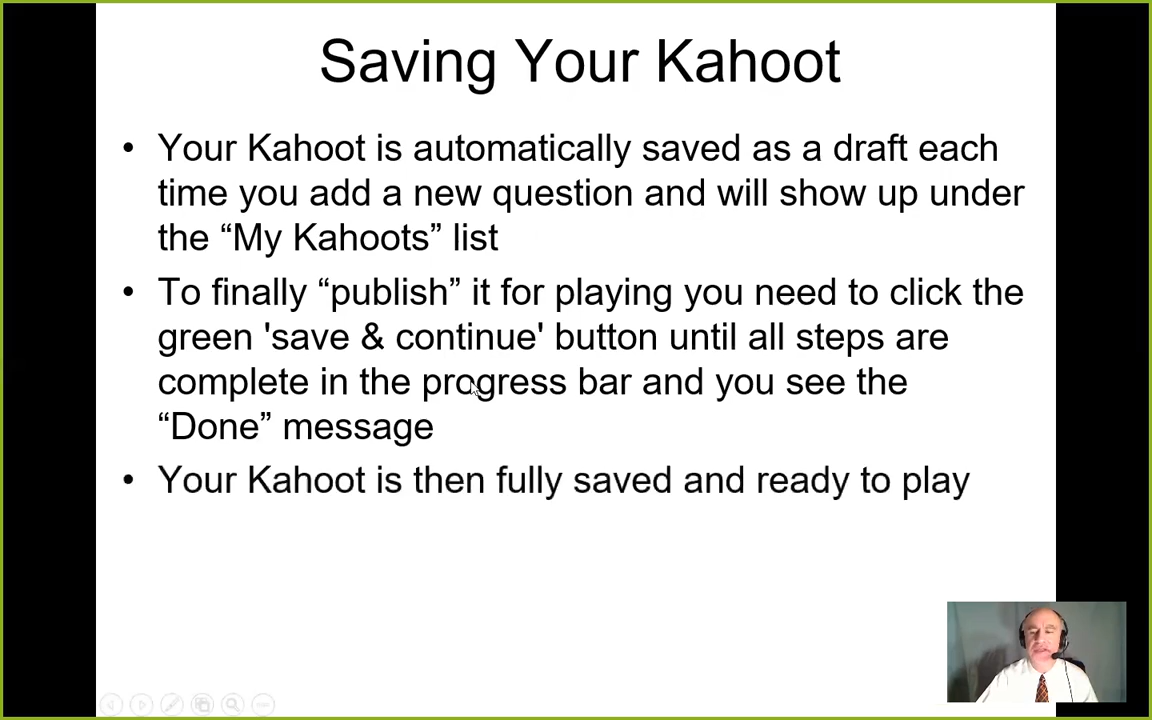 Saving Your Kahoot
• Your Kahoot is automatically saved as a draft each
time you add a new question and will show up under
the “My Kahoots” list
• To finally “publish” it for playing you need to click the
green 'save & continue' button until all steps are
complete in the progress bar and you see the
“Done” message
• Your Kahoot is then fully saved and ready to play